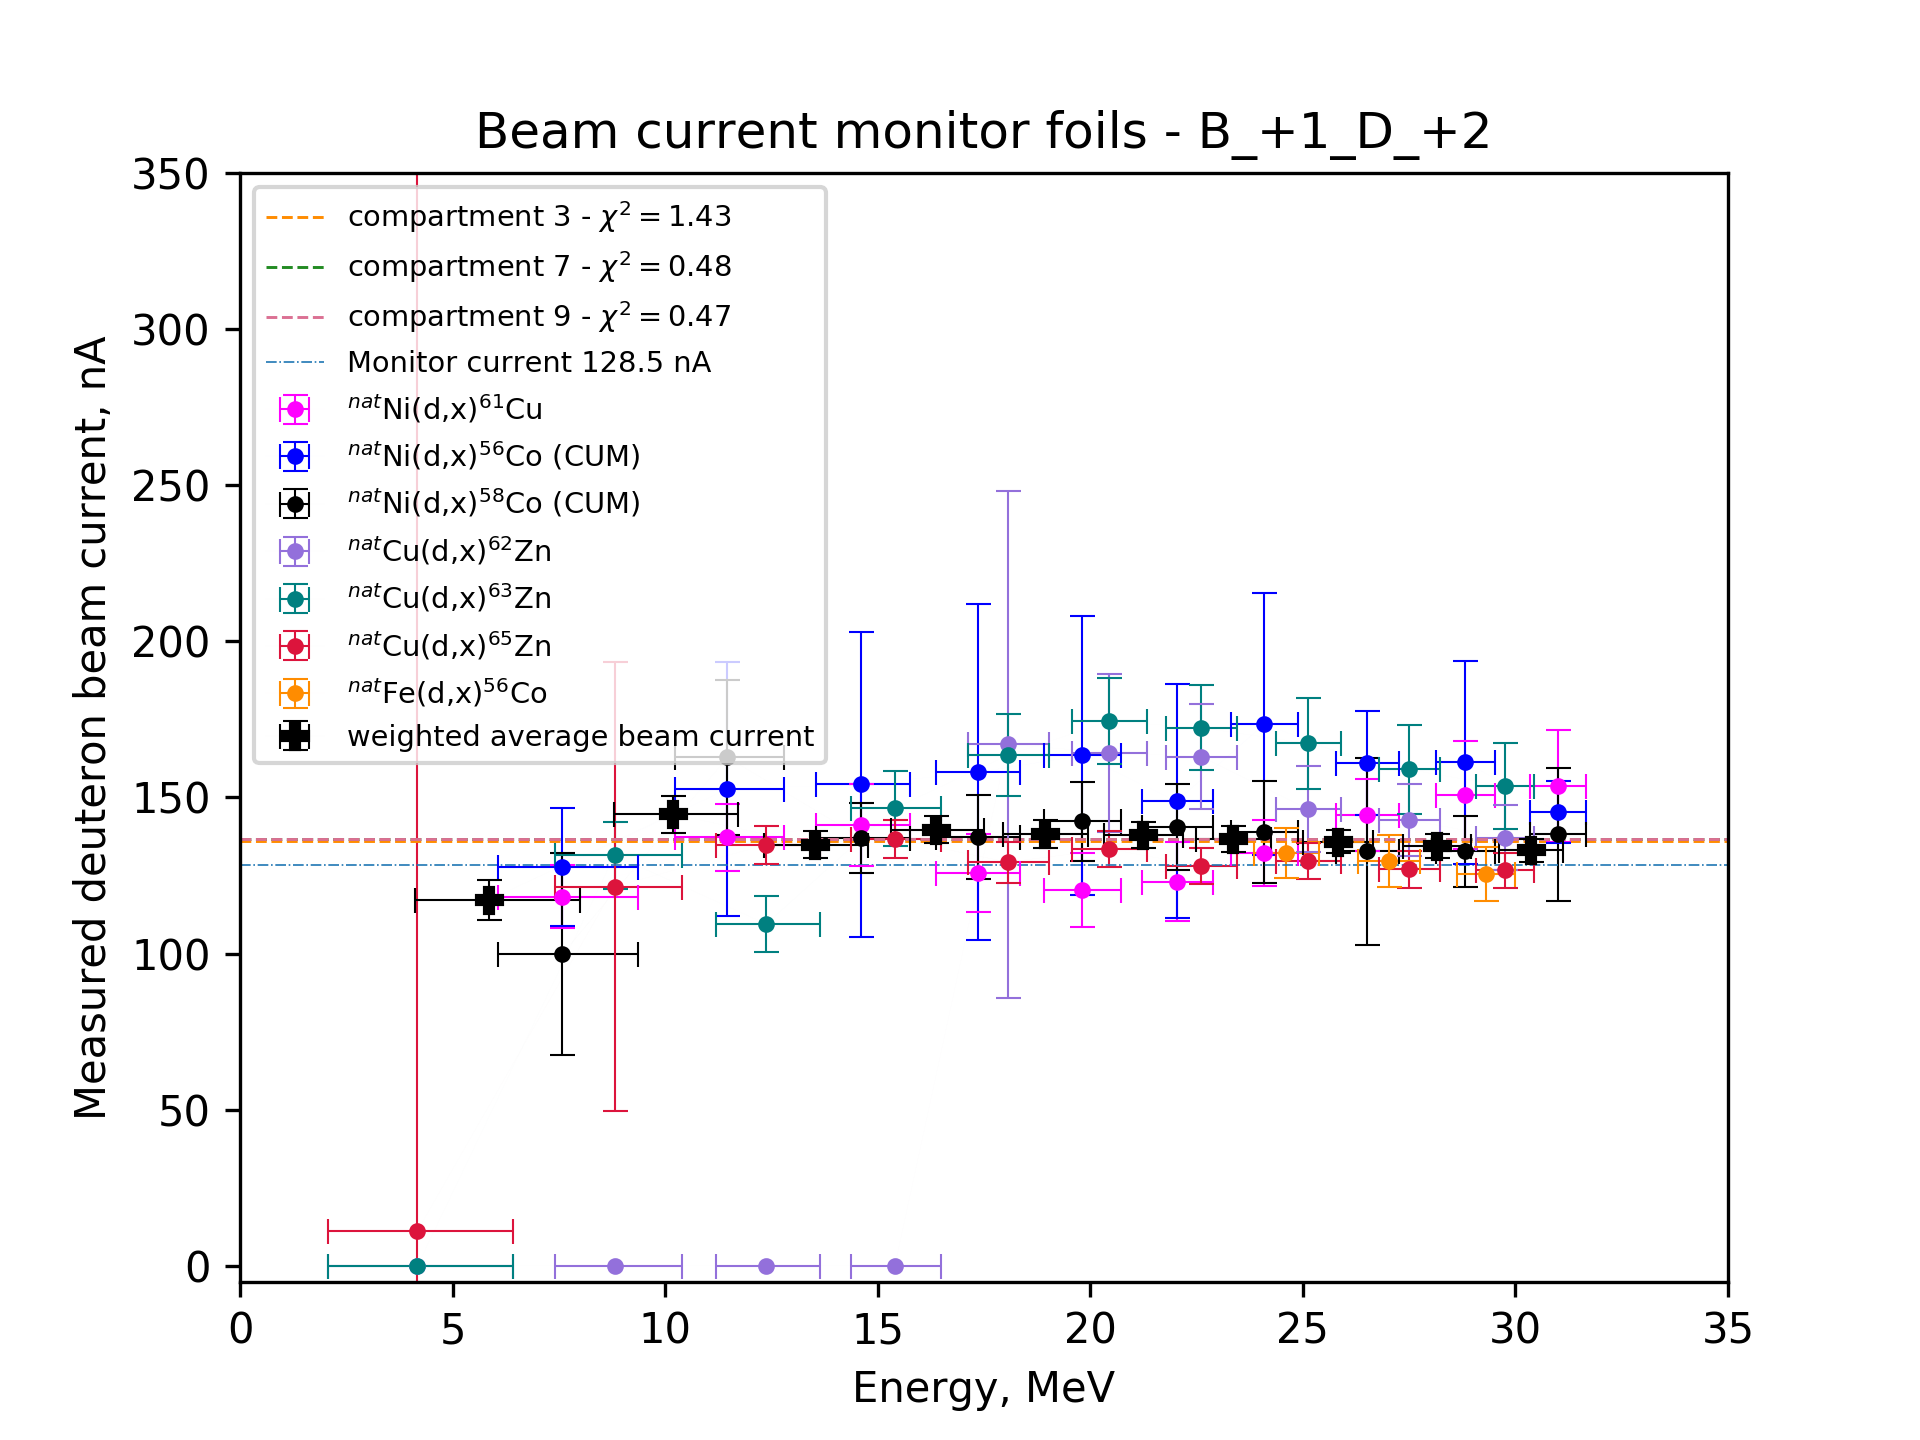 Beam current monitor foils - B_+1_D_+2
350
300
250
200
150
100
50
0
Measured deuteron beam current, nA
compartment 3 - χ² = 1.43
compartment 7 - χ² = 0.48
compartment 9 - χ² = 0.47
Monitor current 128.5 nA
ⁿᵃᵗNi(d,x)⁶¹Cu
ⁿᵃᵗNi(d,x)⁵⁶Co (CUM)
ⁿᵃᵗNi(d,x)⁵⁸Co (CUM)
ⁿᵃᵗCu(d,x)⁶²Zn
ⁿᵃᵗCu(d,x)⁶³Zn
ⁿᵃᵗCu(d,x)⁶⁵Zn
ⁿᵃᵗFe(d,x)⁵⁶Co
weighted average beam current
0 5 10 15 20 25 30 35
Energy, MeV